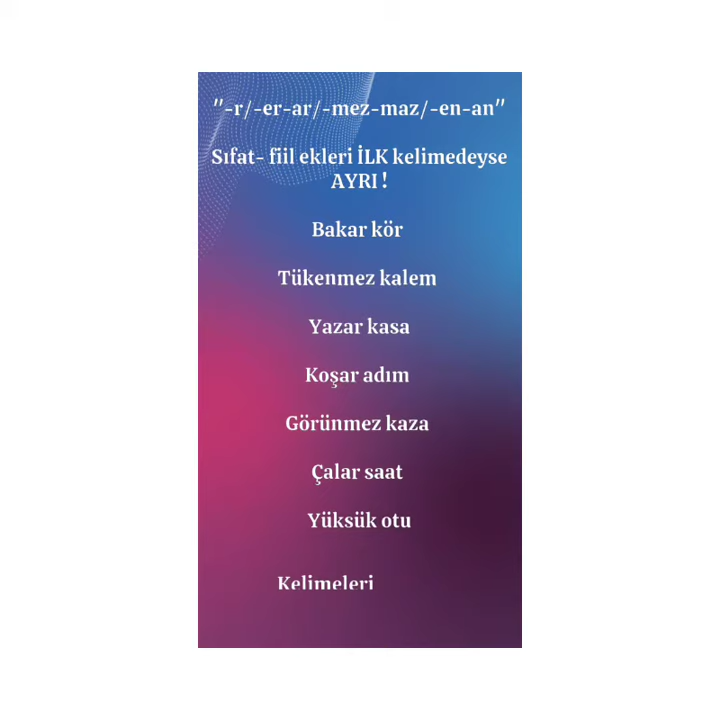 "-r/-er-ar/-mez-maz/-en-an"
Sıfat- fiil ekleri İLK kelimedeyse
AYRI !
Bakar kör
Tükenmez kalem
Yazar kasa
Koşar adım
Görünmez kaza
Çalar saat
Yüksük otu
Kelimeleri